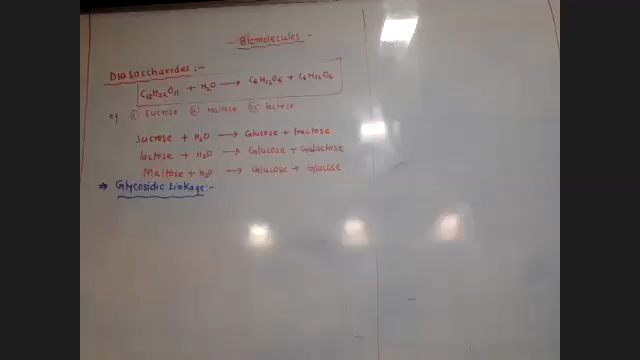 - Biomolecules -
Disaccharides :-
C₁₂H₂₂O₁₁ + H₂O → C₆H₁₂O₆ + C₆H₁₂O₆
eg (i) sucrose (ii) maltose (iii) lactose
Sucrose + H₂O → Glucose + fructose
lactose + H₂O → Glucose + Galactose
Maltose + H₂O → Glucose + Glucose
⇒ Glycosidic Linkage:-